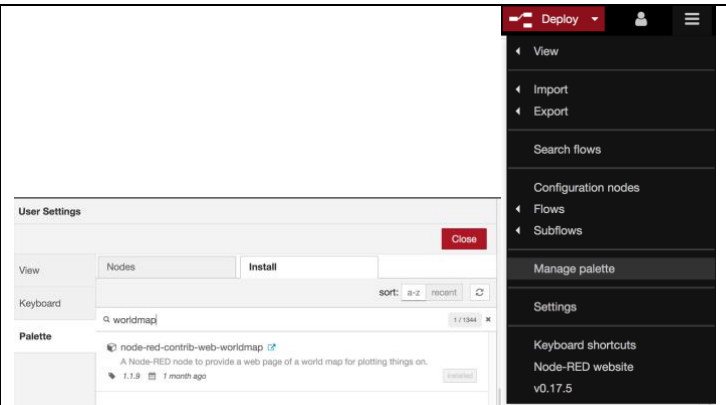 Deploy
View
Import
Export
Search flows
Configuration nodes
Flows
Subflows
Manage palette
Settings
Keyboard shortcuts
Node-RED website
v0.17.5
User Settings
Close
View
Keyboard
Palette
Nodes Install
sort: a-z recent
worldmap 1 / 1344
node-red-contrib-web-worldmap
A Node-RED node to provide a web page of a world map for plotting things on.
1.1.9 1 month ago installed